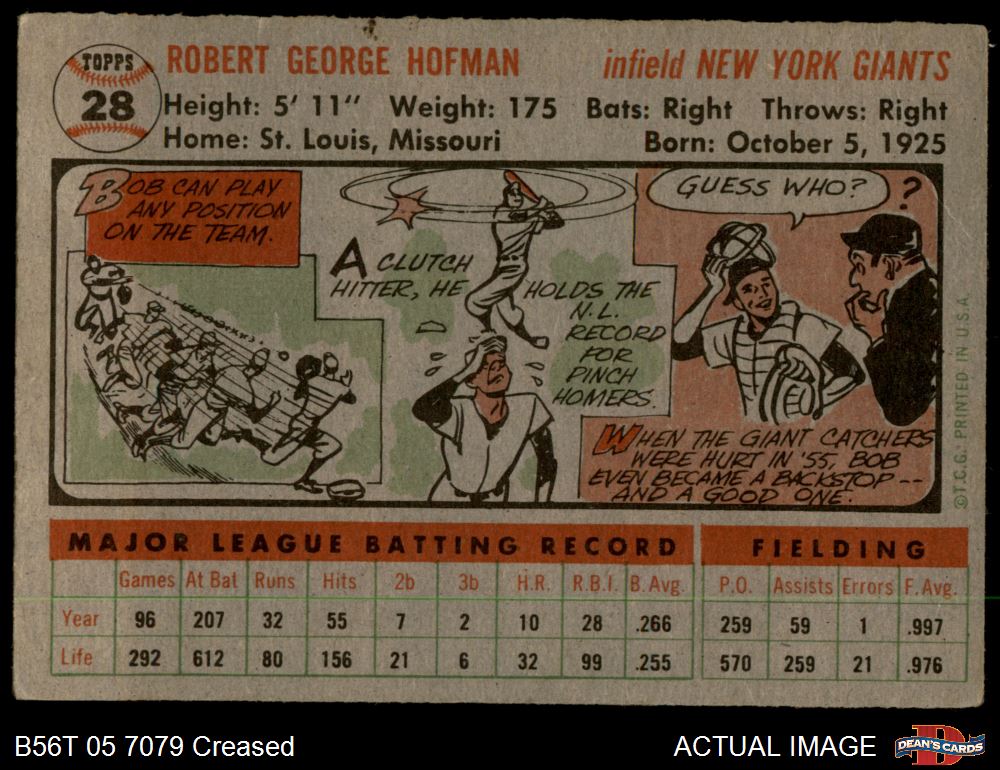 TOPPS
28
ROBERT GEORGE HOFMAN infield NEW YORK GIANTS
Height: 5' 11" Weight: 175 Bats: Right Throws: Right
Home: St. Louis, Missouri Born: October 5, 1925
BOB CAN PLAY
ANY POSITION
ON THE TEAM.
A CLUTCH
HITTER, HE HOLDS THE
N.L.
RECORD
FOR
PINCH
HOMERS.
GUESS WHO?
?
WHEN THE GIANT CATCHERS
WERE HURT IN '55, BOB
EVEN BECAME A BACKSTOP --
AND A GOOD ONE.
©T.C.G. PRINTED IN U.S.A.
MAJOR LEAGUE BATTING RECORD FIELDING
Games At Bat Runs Hits 2b 3b H.R. R.B.I. B. Avg. P.O. Assists Errors F. Avg.
Year 96 207 32 55 7 2 10 28 .266 259 59 1 .997
Life 292 612 80 156 21 6 32 99 .255 570 259 21 .976
B56T 05 7079 Creased ACTUAL IMAGE
DEAN'S CARDS